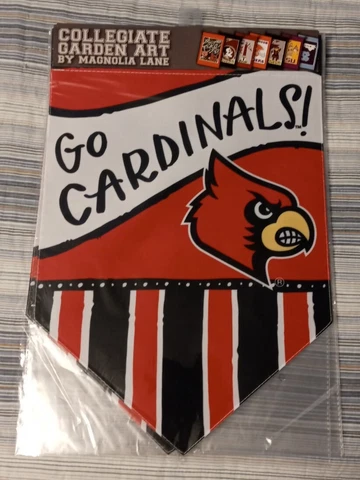 COLLEGIATE
GARDEN ART
BY MAGNOLIA LANE
GO
CARDINALS!